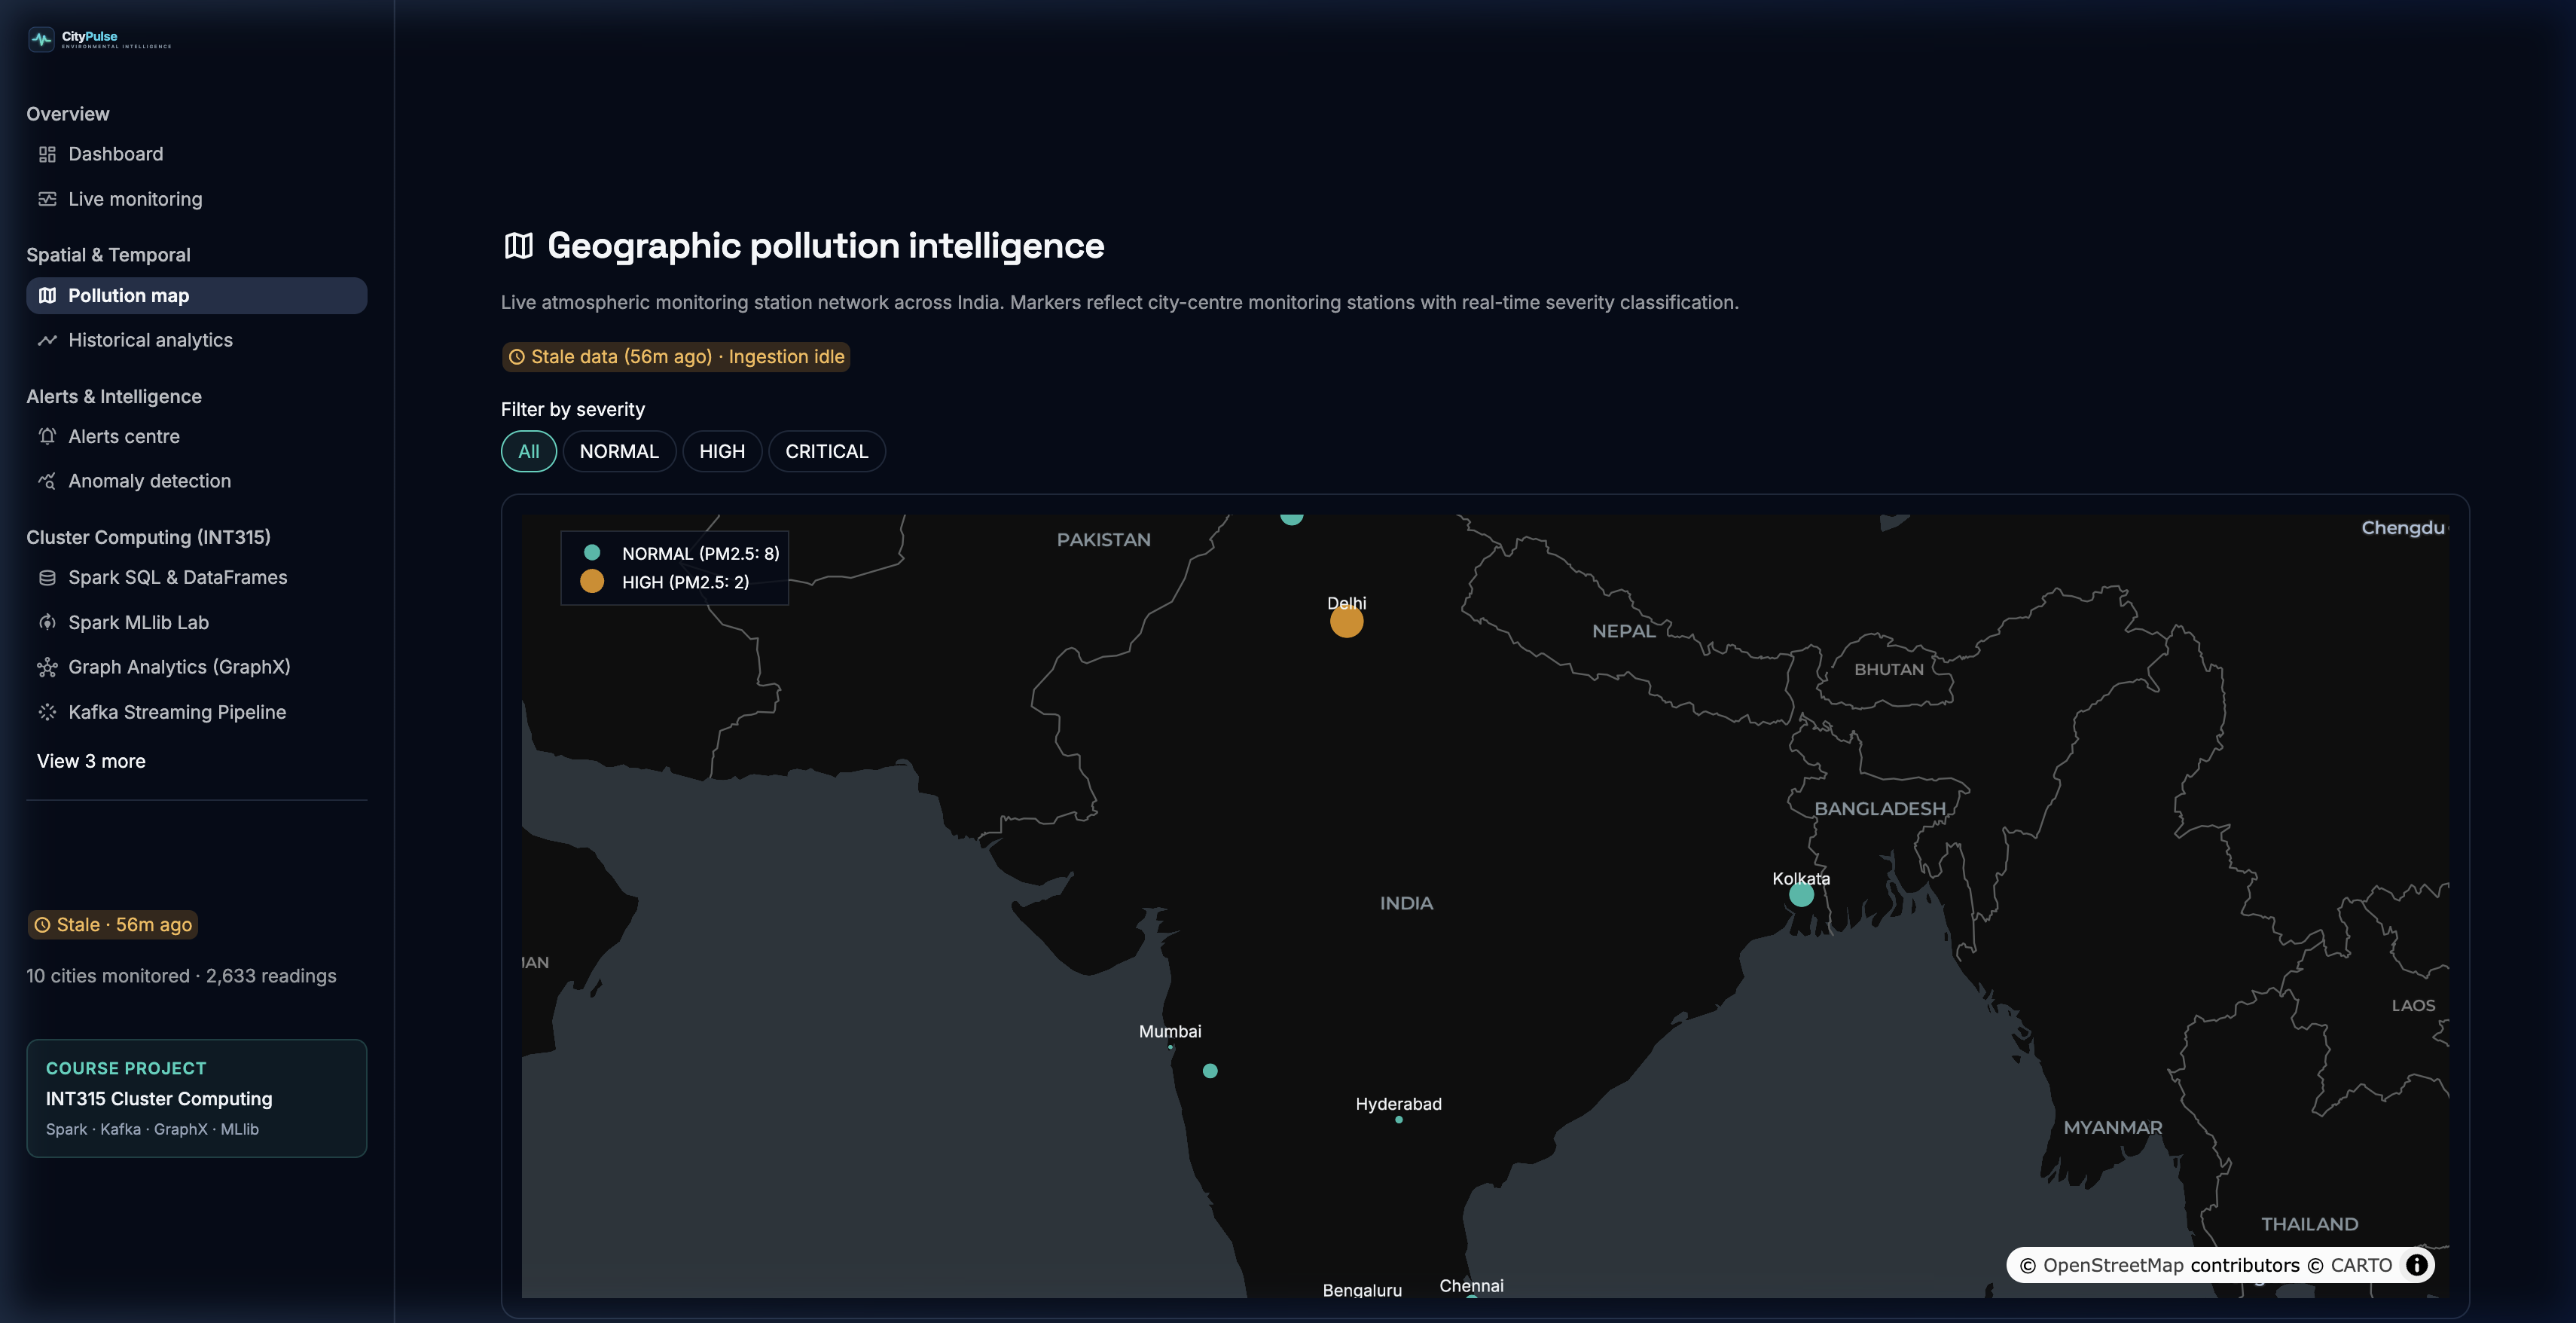 CityPulse
ENVIRONMENTAL INTELLIGENCE
Overview
Dashboard
Live monitoring
Spatial & Temporal
Pollution map
Historical analytics
Alerts & Intelligence
Alerts centre
Anomaly detection
Cluster Computing (INT315)
Spark SQL & DataFrames
Spark MLlib Lab
Graph Analytics (GraphX)
Kafka Streaming Pipeline
View 3 more
Stale · 56m ago
10 cities monitored · 2,633 readings
COURSE PROJECT
INT315 Cluster Computing
Spark · Kafka · GraphX · MLlib
Geographic pollution intelligence
Live atmospheric monitoring station network across India. Markers reflect city-centre monitoring stations with real-time severity classification.
Stale data (56m ago) · Ingestion idle
Filter by severity
All
NORMAL
HIGH
CRITICAL
NORMAL (PM2.5: 8)
HIGH (PM2.5: 2)
PAKISTAN
Chengdu
Delhi
NEPAL
BHUTAN
BANGLADESH
Kolkata
INDIA
LAOS
Mumbai
Hyderabad
MYANMAR
THAILAND
Bengaluru
Chennai
© OpenStreetMap contributors © CARTO